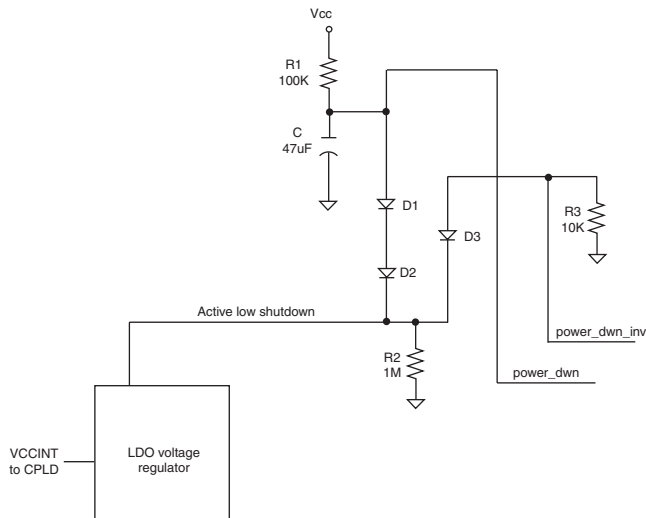 Vcc
R1
100K
C
47uF
D1
D3
R3
10K
D2
Active low shutdown
power_dwn_inv
R2
1M
power_dwn
VCCINT
to CPLD
LDO voltage
regulator